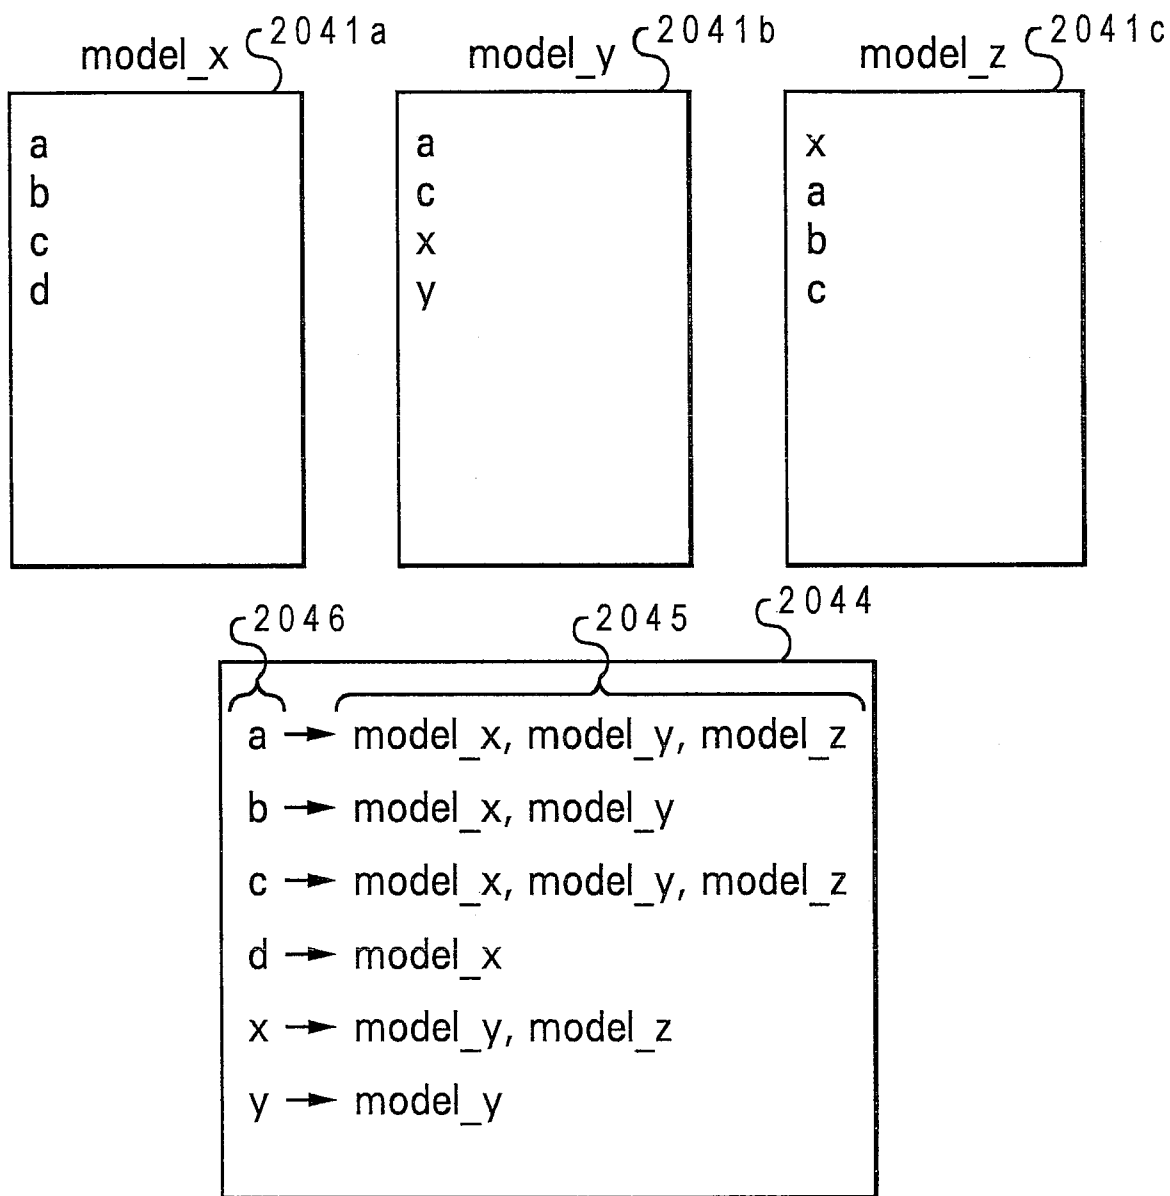 model_x 2041a
a
b
c
d
model_y 2041b
a
c
x
y
model_z 2041c
x
a
b
c
2046 2045 2044
a → model_x, model_y, model_z
b → model_x, model_y
c → model_x, model_y, model_z
d → model_x
x → model_y, model_z
y → model_y